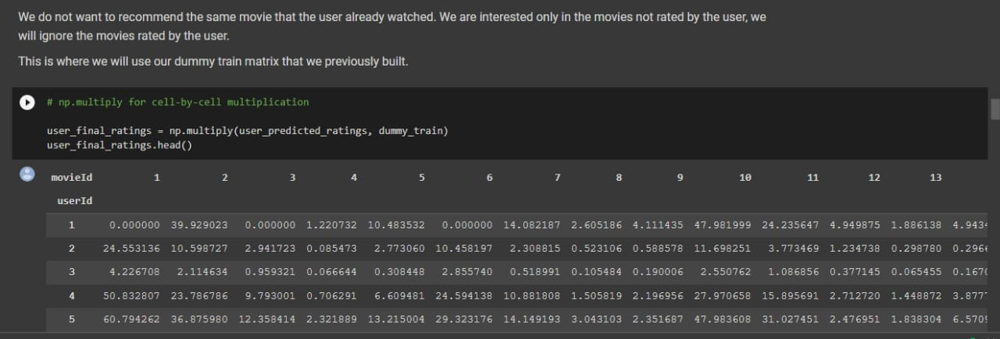 We do not want to recommend the same movie that the user already watched. We are interested only in the movies not rated by the user, we
will ignore the movies rated by the user.
This is where we will use our dummy train matrix that we previously built.
# np.multiply for cell-by-cell multiplication
user_final_ratings = np.multiply(user_predicted_ratings, dummy_train)
user_final_ratings.head()
movieId 1 2 3 4 5 6 7 8 9 10 11 12 13
userId
1 0.000000 39.929023 0.000000 1.220732 10.483532 0.000000 14.082187 2.605186 4.111435 47.981999 24.235647 4.949875 1.886138 4.943
2 24.553136 10.598727 2.941723 0.085473 2.773060 10.458197 2.308815 0.523106 0.588578 11.698251 3.773469 1.234738 0.298780 0.296
3 4.226708 2.114634 0.959321 0.066644 0.308448 2.855740 0.518991 0.105484 0.190006 2.550762 1.086856 0.377145 0.065455 0.167
4 50.832807 23.786786 9.793001 0.706291 6.609481 24.594138 10.881808 1.505819 2.196956 27.970658 15.895691 2.712720 1.448872 3.877
5 60.794262 36.875980 12.358414 2.321889 13.215004 29.323176 14.149193 3.043103 2.351687 47.983608 31.027451 2.476951 1.838304 6.570